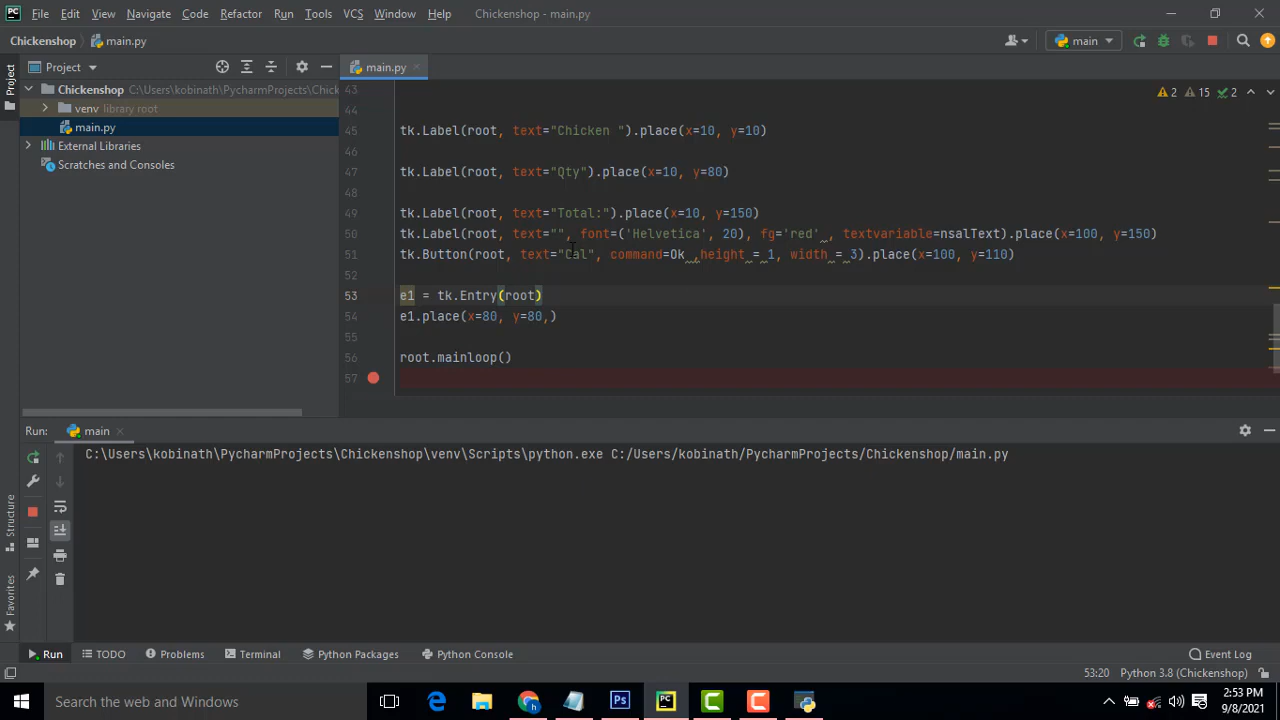 PC File Edit View Navigate Code Refactor Run Tools VCS Window Help Chickenshop - main.py
Chickenshop main.py main
Project main.py
Chickenshop C:\Users\kobinath\PycharmProjects\Chick
venv library root
main.py
External Libraries
Scratches and Consoles
Project
Structure
Favorites
2 15 2
43
44
45 tk.Label(root, text="Chicken ").place(x=10, y=10)
46
47 tk.Label(root, text="Qty").place(x=10, y=80)
48
49 tk.Label(root, text="Total:").place(x=10, y=150)
50 tk.Label(root, text="", font=('Helvetica', 20), fg='red' , textvariable=nsalText).place(x=100, y=150)
51 tk.Button(root, text="Cal", command=Ok ,height = 1, width = 3).place(x=100, y=110)
52
53 e1 = tk.Entry(root)
54 e1.place(x=80, y=80,)
55
56 root.mainloop()
57
Run: main
C:\Users\kobinath\PycharmProjects\Chickenshop\venv\Scripts\python.exe C:/Users/kobinath/PycharmProjects/Chickenshop/main.py
Run TODO Problems Terminal Python Packages Python Console Event Log
53:20 Python 3.8 (Chickenshop)
Search the web and Windows
Ps PC
2:53 PM
9/8/2021